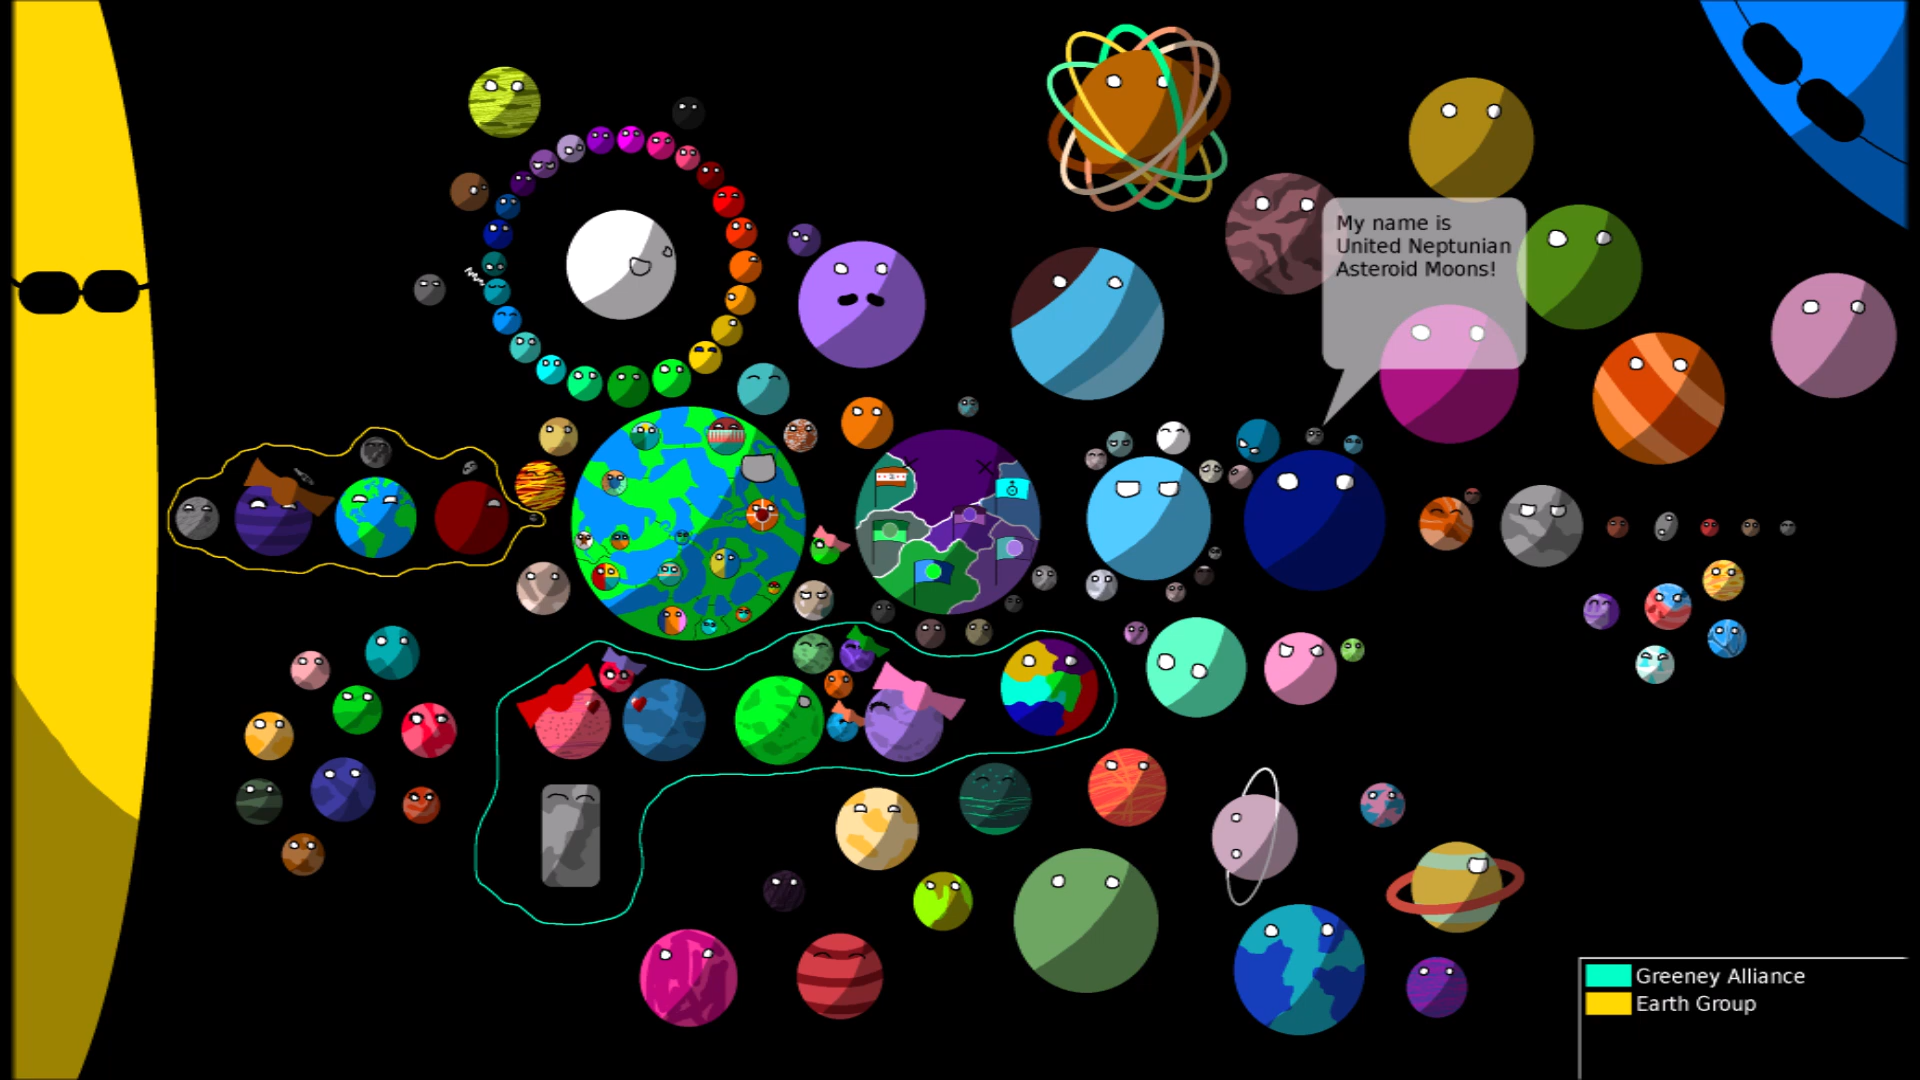 My name is
United Neptunian
Asteroid Moons!
Greeney Alliance
Earth Group